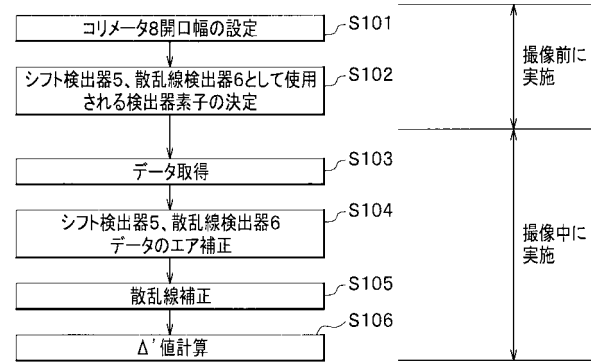 コリメータ8開口幅の設定
S101
シフト検出器5、散乱線検出器6として使用
される検出器素子の決定
S102
撮像前に
実施
データ取得
S103
シフト検出器5、散乱線検出器6
データのエア補正
S104
散乱線補正
S105
Δ'値計算
S106
撮像中に
実施